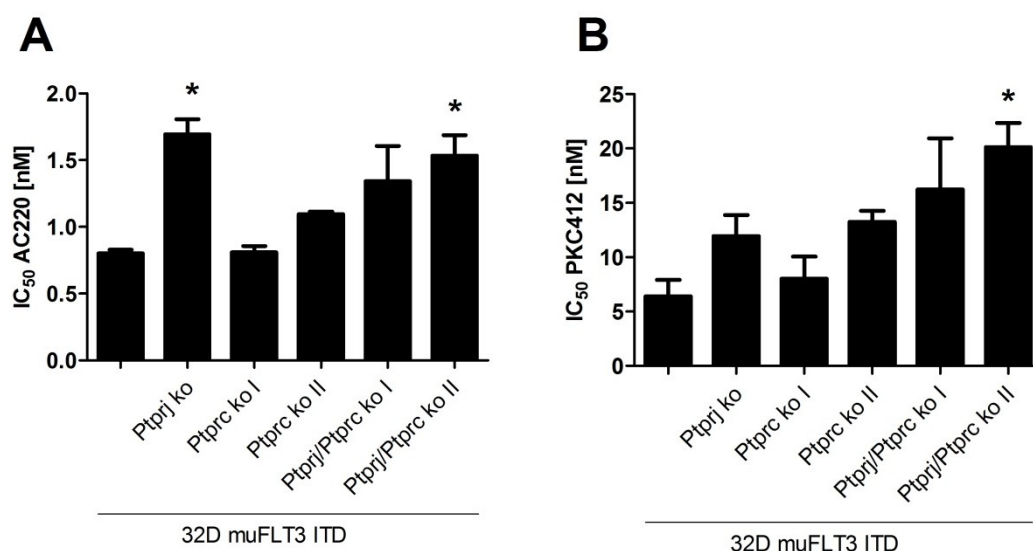 A
IC50 AC220 [nM]
2.0
1.5
1.0
0.5
0.0
*
*
Ptprj ko
Ptprc ko I
Ptprc ko II
Ptprj/Ptprc ko I
Ptprj/Ptprc ko II
32D muFLT3 ITD
B
IC50 PKC412 [nM]
25
20
15
10
5
0
*
Ptprj ko
Ptprc ko I
Ptprc ko II
Ptprj/Ptprc ko I
Ptprj/Ptprc ko II
32D muFLT3 ITD